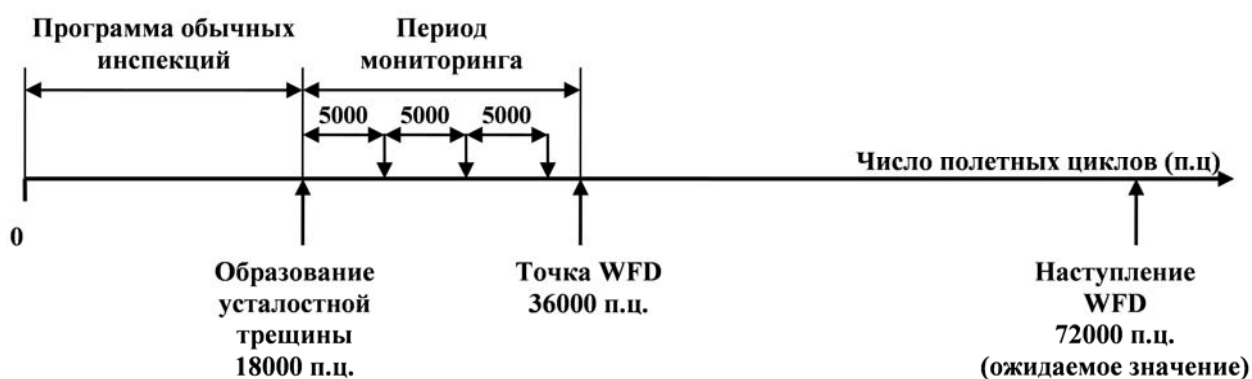 Программа обычных
инспекций
Период
мониторинга
5000 5000 5000
Число полетных циклов (п.ц)
0
Образование
усталостной
трещины
18000 п.ц.
Точка WFD
36000 п.ц.
Наступление
WFD
72000 п.ц.
(ожидаемое значение)